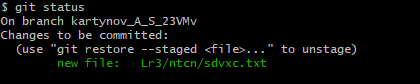 $ git status
On branch kartynov_A_S_23VMv
Changes to be committed:
  (use "git restore --staged <file>..." to unstage)
        new file:   Lr3/ntcn/sdvxc.txt